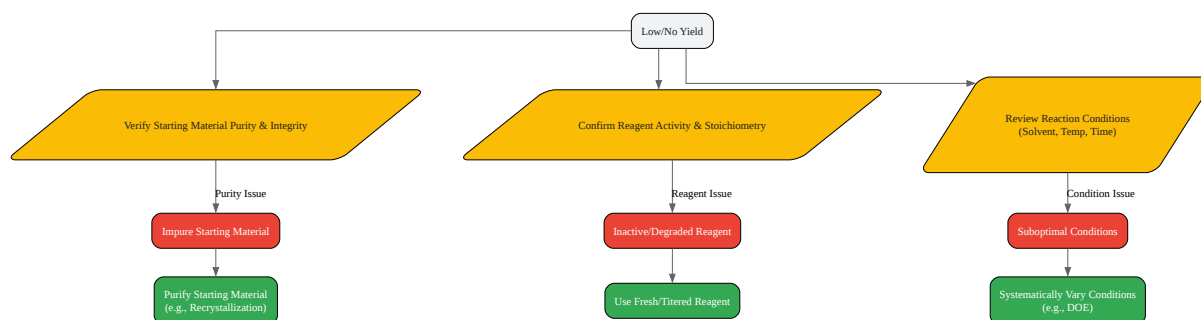 Low/No Yield
Verify Starting Material Purity & Integrity
Confirm Reagent Activity & Stoichiometry
Review Reaction Conditions
(Solvent, Temp, Time)
Purity Issue
Reagent Issue
Condition Issue
Impure Starting Material
Inactive/Degraded Reagent
Suboptimal Conditions
Purify Starting Material
(e.g., Recrystallization)
Use Fresh/Titered Reagent
Systematically Vary Conditions
(e.g., DOE)